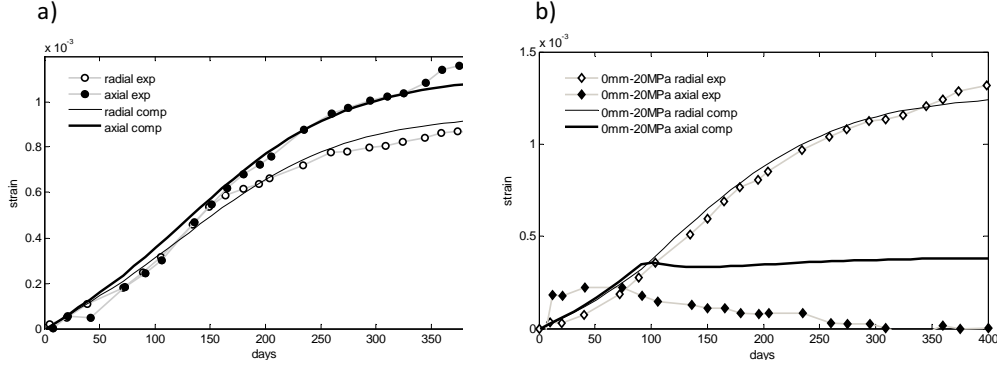 a)
x 10⁻³
radial exp
axial exp
radial comp
axial comp
1
0.8
0.6
0.4
0.2
0
strain
0 50 100 150 200 250 300 350
days
b)
x 10⁻³
1.5
0mm-20MPa radial exp
0mm-20MPa axial exp
0mm-20MPa radial comp
0mm-20MPa axial comp
1
0.5
0
strain
0 50 100 150 200 250 300 350 400
days